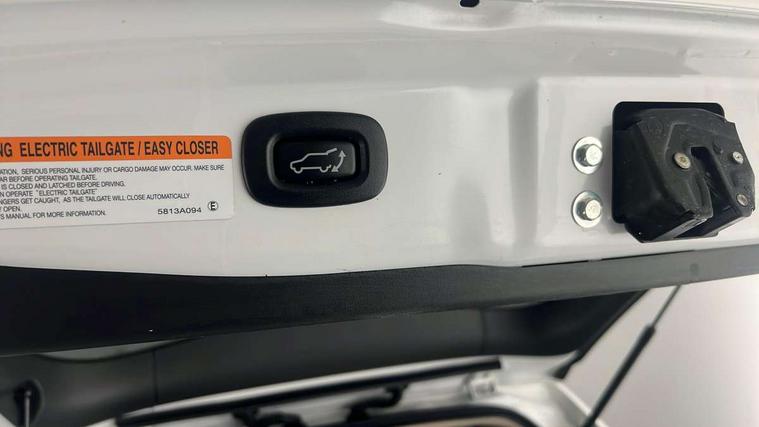 NG ELECTRIC TAILGATE / EASY CLOSER
ATION, SERIOUS PERSONAL INJURY OR CARGO DAMAGE MAY OCCUR. MAKE SURE
AR BEFORE OPERATING TAILGATE.
IS CLOSED AND LATCHED BEFORE DRIVING.
N OPERATE "ELECTRIC TAILGATE"
NGERS GET CAUGHT, AS THE TAILGATE WILL CLOSE AUTOMATICALLY
OPEN.
'S MANUAL FOR MORE INFORMATION.
5813A094 E